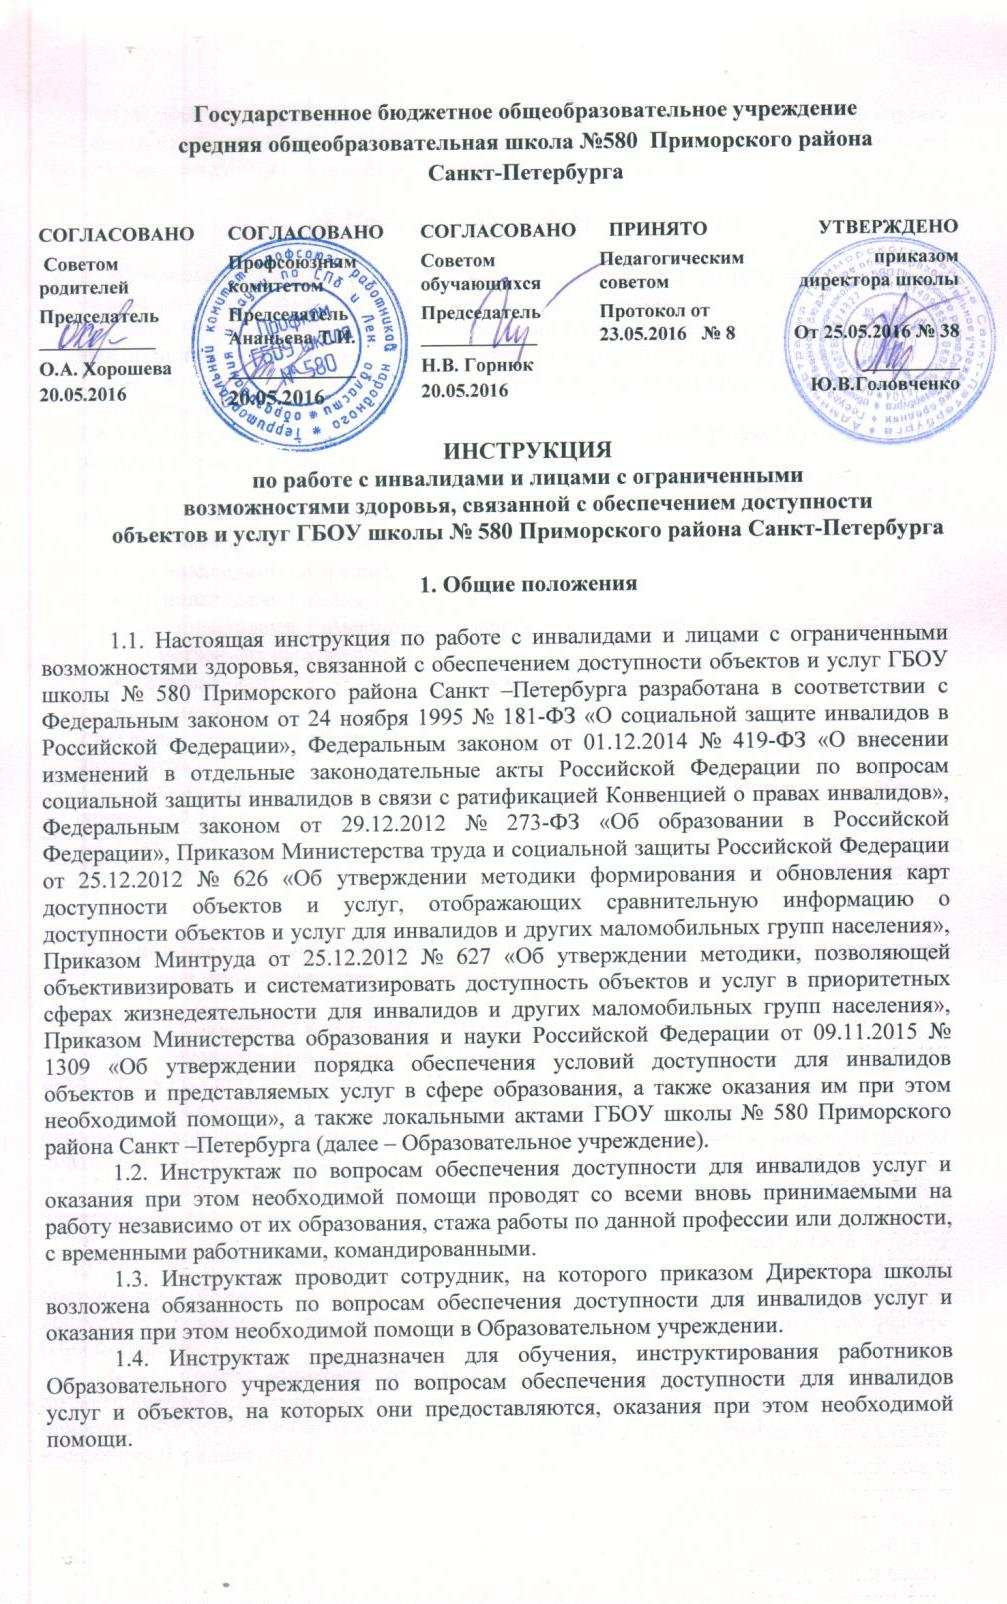 Государственное бюджетное общеобразовательное учреждение
средняя общеобразовательная школа №580 Приморского района
Санкт-Петербурга
СОГЛАСОВАНО
Советом
родителей
Председатель
О.А. Хорошева
20.05.2016
СОГЛАСОВАНО
Профсоюзным
комитетом
Председатель
Ананьева Т.И.
20.05.2016
СОГЛАСОВАНО
Советом
обучающихся
Председатель
Н.В. Горнюк
20.05.2016
ПРИНЯТО
Педагогическим
советом
Протокол от
23.05.2016 № 8
УТВЕРЖДЕНО
приказом
директора школы
От 25.05.2016 № 38
Ю.В.Головченко
Территориальный комитет профсоюза работников народного
образования и науки по СПб и Лен. области
Профком
ГБОУ школа
№ 580
ИНСТРУКЦИЯ
по работе с инвалидами и лицами с ограниченными
возможностями здоровья, связанной с обеспечением доступности
объектов и услуг ГБОУ школы № 580 Приморского района Санкт-Петербурга
1. Общие положения
1.1. Настоящая инструкция по работе с инвалидами и лицами с ограниченными
возможностями здоровья, связанной с обеспечением доступности объектов и услуг ГБОУ
школы № 580 Приморского района Санкт –Петербурга разработана в соответствии с
Федеральным законом от 24 ноября 1995 № 181-ФЗ «О социальной защите инвалидов в
Российской Федерации», Федеральным законом от 01.12.2014 № 419-ФЗ «О внесении
изменений в отдельные законодательные акты Российской Федерации по вопросам
социальной защиты инвалидов в связи с ратификацией Конвенцией о правах инвалидов»,
Федеральным законом от 29.12.2012 № 273-ФЗ «Об образовании в Российской
Федерации», Приказом Министерства труда и социальной защиты Российской Федерации
от 25.12.2012 № 626 «Об утверждении методики формирования и обновления карт
доступности объектов и услуг, отображающих сравнительную информацию о
доступности объектов и услуг для инвалидов и других маломобильных групп населения»,
Приказом Минтруда от 25.12.2012 № 627 «Об утверждении методики, позволяющей
объективизировать и систематизировать доступность объектов и услуг в приоритетных
сферах жизнедеятельности для инвалидов и других маломобильных групп населения»,
Приказом Министерства образования и науки Российской Федерации от 09.11.2015 №
1309 «Об утверждении порядка обеспечения условий доступности для инвалидов
объектов и представляемых услуг в сфере образования, а также оказания им при этом
необходимой помощи», а также локальными актами ГБОУ школы № 580 Приморского
района Санкт –Петербурга (далее – Образовательное учреждение).
1.2. Инструктаж по вопросам обеспечения доступности для инвалидов услуг и
оказания при этом необходимой помощи проводят со всеми вновь принимаемыми на
работу независимо от их образования, стажа работы по данной профессии или должности,
с временными работниками, командированными.
1.3. Инструктаж проводит сотрудник, на которого приказом Директора школы
возложена обязанность по вопросам обеспечения доступности для инвалидов услуг и
оказания при этом необходимой помощи в Образовательном учреждении.
1.4. Инструктаж предназначен для обучения, инструктирования работников
Образовательного учреждения по вопросам обеспечения доступности для инвалидов
услуг и объектов, на которых они предоставляются, оказания при этом необходимой
помощи.